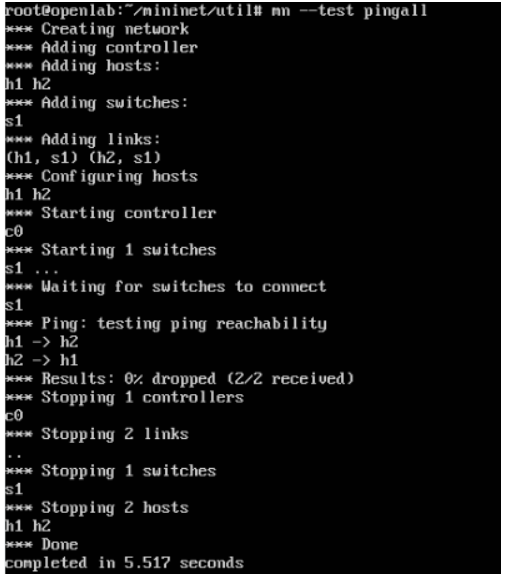 root@openlab:~/mininet/util# mn --test pingall
*** Creating network
*** Adding controller
*** Adding hosts:
h1 h2
*** Adding switches:
s1
*** Adding links:
(h1, s1) (h2, s1)
*** Configuring hosts
h1 h2
*** Starting controller
c0
*** Starting 1 switches
s1 ...
*** Waiting for switches to connect
s1
*** Ping: testing ping reachability
h1 -> h2
h2 -> h1
*** Results: 0% dropped (2/2 received)
*** Stopping 1 controllers
c0
*** Stopping 2 links
..
*** Stopping 1 switches
s1
*** Stopping 2 hosts
h1 h2
*** Done
completed in 5.517 seconds